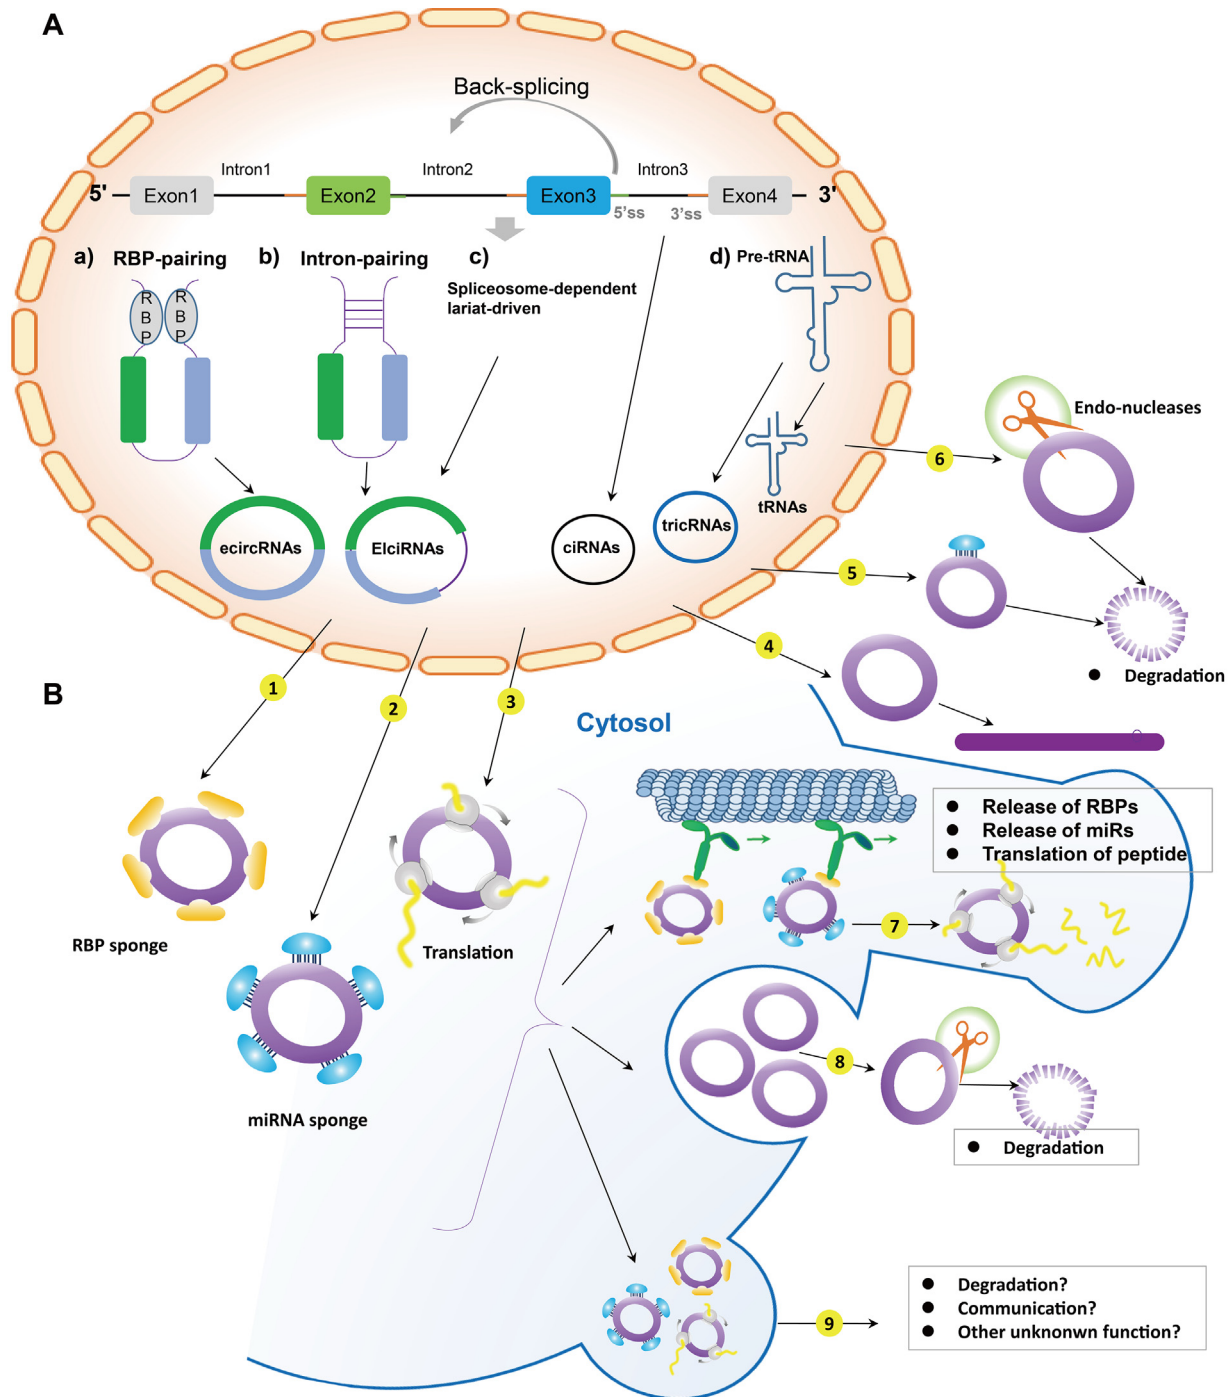 A
Back-splicing
Intron1
Intron2
Intron3
5'
Exon1
Exon2
Exon3
Exon4
3'
5'ss
3'ss
a)
RBP-pairing
b)
Intron-pairing
c)
Spliceosome-dependent
lariat-driven
d)
Pre-tRNA
R
B
P
R
B
P
tRNAs
ecircRNAs
EIciRNAs
ciRNAs
tricRNAs
Endo-nucleases
6
5
4
Degradation
1
2
3
B
Cytosol
RBP sponge
miRNA sponge
Translation
● Release of RBPs
● Release of miRs
● Translation of peptide
7
8
● Degradation
9
● Degradation?
● Communication?
● Other unknonwn function?